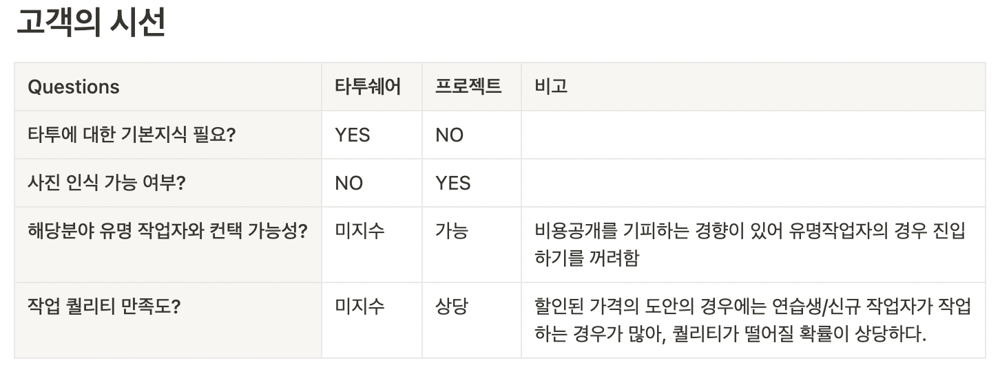 고객의 시선
Questions 타투쉐어 프로젝트 비고
타투에 대한 기본지식 필요? YES NO
사진 인식 가능 여부? NO YES
해당분야 유명 작업자와 컨택 가능성? 미지수 가능 비용공개를 기피하는 경향이 있어 유명작업자의 경우 진입
하기를 꺼려함
작업 퀄리티 만족도? 미지수 상당 할인된 가격의 도안의 경우에는 연습생/신규 작업자가 작업
하는 경우가 많아, 퀄리티가 떨어질 확률이 상당하다.